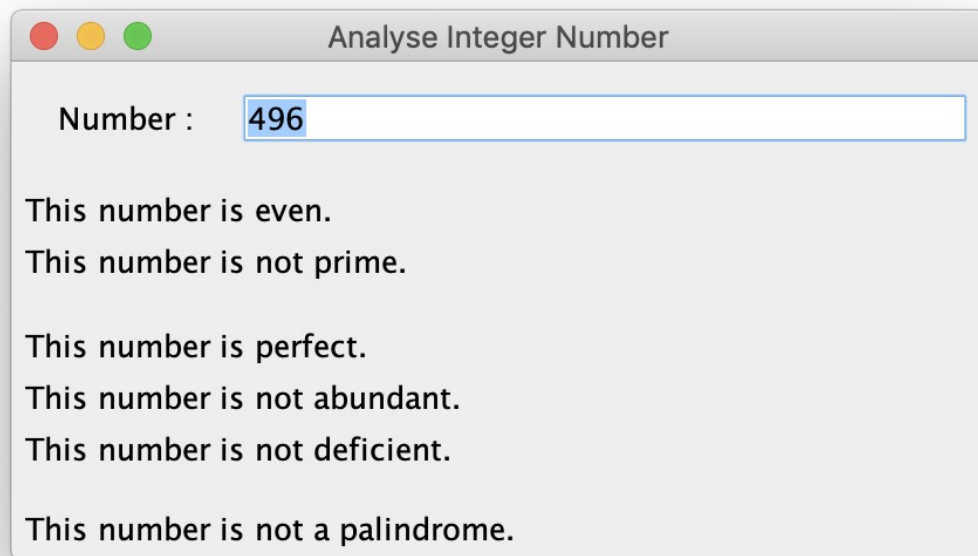 Analyse Integer Number
Number : 496
This number is even.
This number is not prime.
This number is perfect.
This number is not abundant.
This number is not deficient.
This number is not a palindrome.